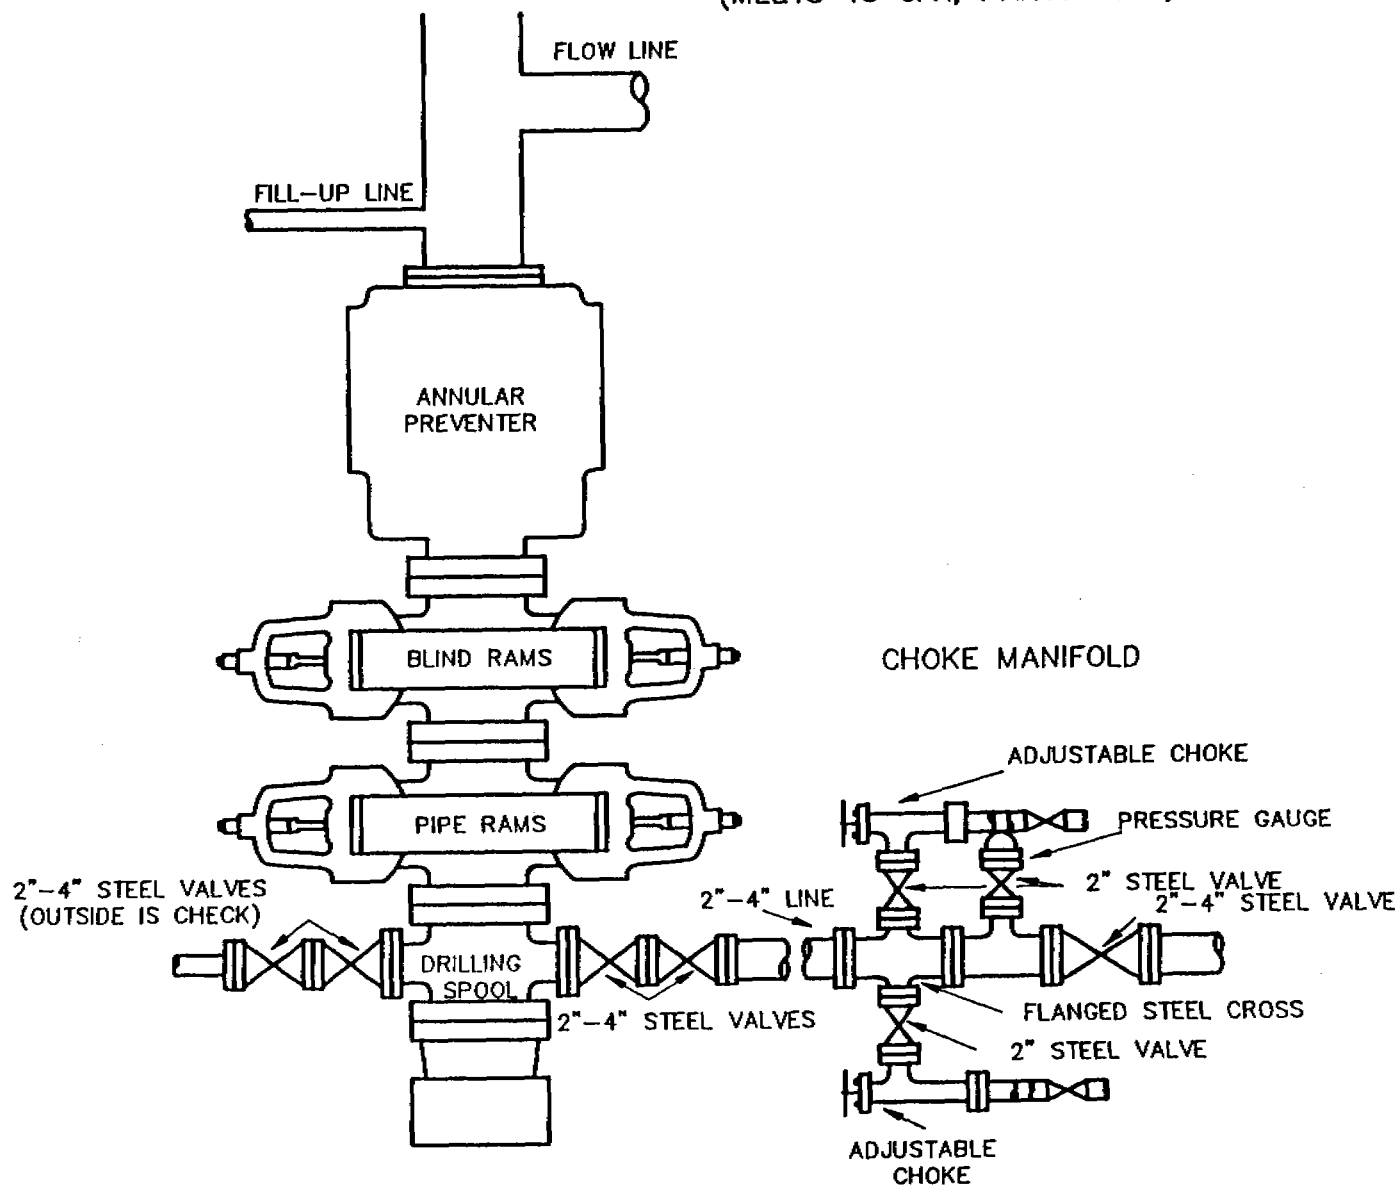 FLOW LINE
FILL-UP LINE
ANNULAR
PREVENTER
BLIND RAMS
CHOKE MANIFOLD
ADJUSTABLE CHOKE
PIPE RAMS
PRESSURE GAUGE
2"-4" STEEL VALVES
(OUTSIDE IS CHECK)
2"-4" LINE
2" STEEL VALVE
2"-4" STEEL VALVE
DRILLING
SPOOL
2"-4" STEEL VALVES
FLANGED STEEL CROSS
2" STEEL VALVE
ADJUSTABLE
CHOKE